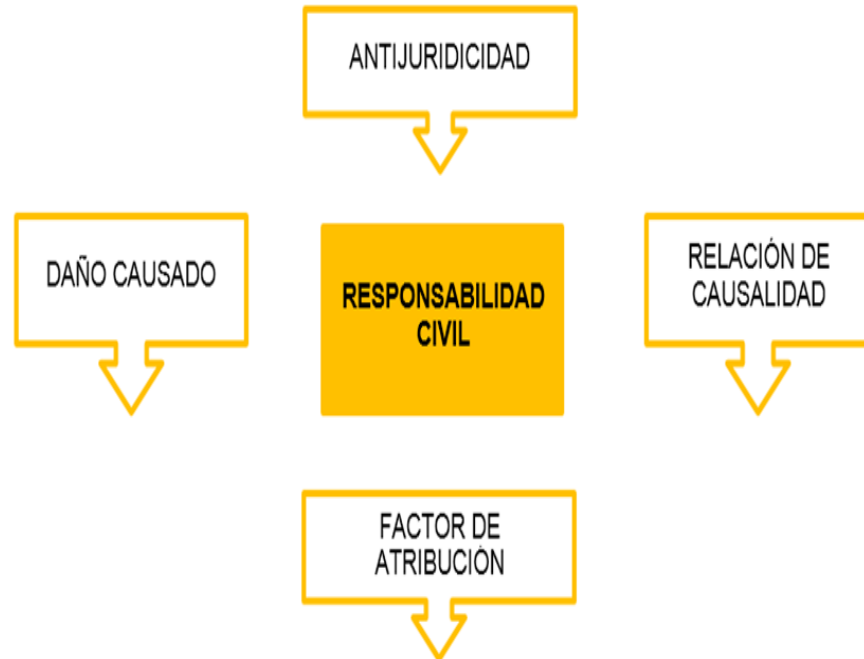 ANTIJURIDICIDAD
DAÑO CAUSADO
RESPONSABILIDAD
CIVIL
RELACIÓN DE
CAUSALIDAD
FACTOR DE
ATRIBUCIÓN